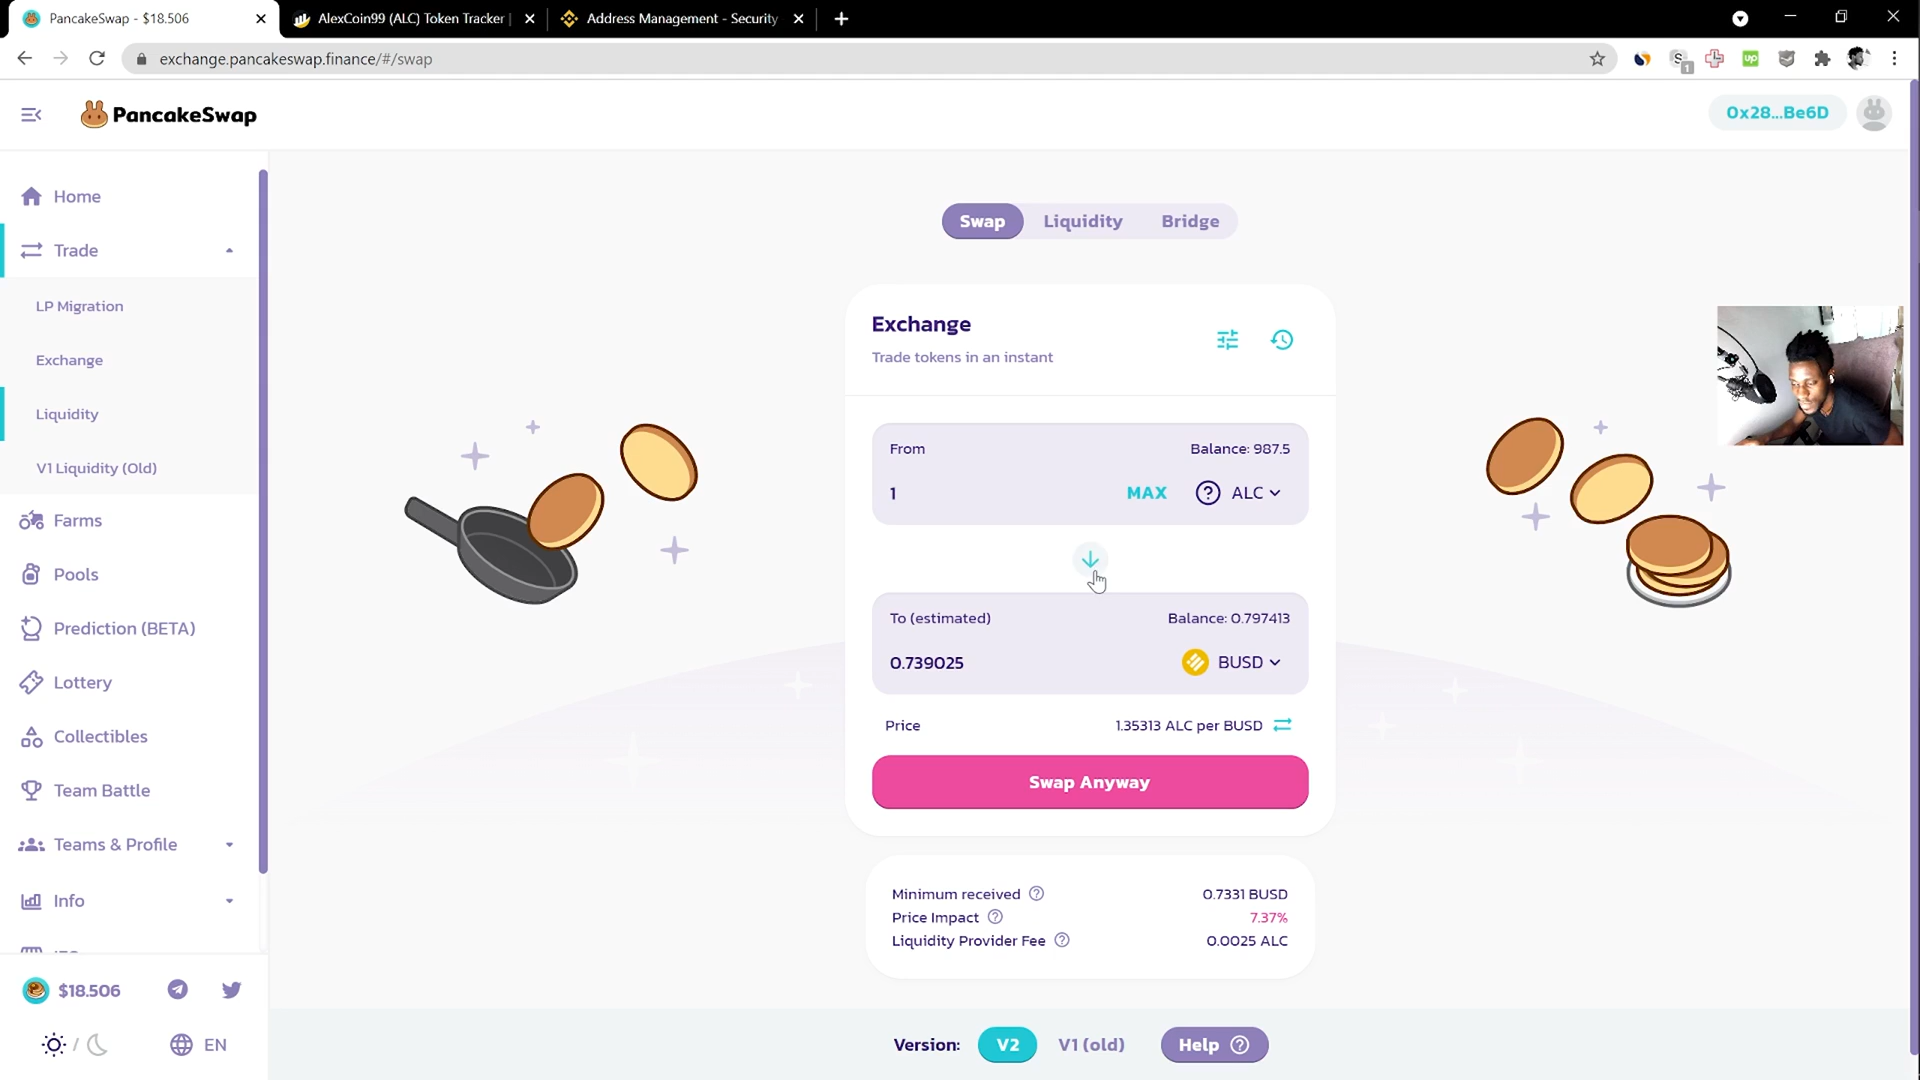 PancakeSwap - $18.506
AlexCoin99 (ALC) Token Tracker
Address Management - Security
exchange.pancakeswap.finance/#/swap
S
1
UP
PancakeSwap
0x28...Be6D
Home
Trade
LP Migration
Exchange
Liquidity
V1 Liquidity (Old)
Farms
Pools
Prediction (BETA)
Lottery
Collectibles
Team Battle
Teams & Profile
Info
$18.506
/
EN
Swap
Liquidity
Bridge
Exchange
Trade tokens in an instant
From
Balance: 987.5
1
MAX
? ALC
To (estimated)
Balance: 0.797413
0.739025
BUSD
Price
1.35313 ALC per BUSD
Swap Anyway
Minimum received ?
0.7331 BUSD
Price Impact ?
7.37%
Liquidity Provider Fee ?
0.0025 ALC
Version:
V2
V1 (old)
Help ?